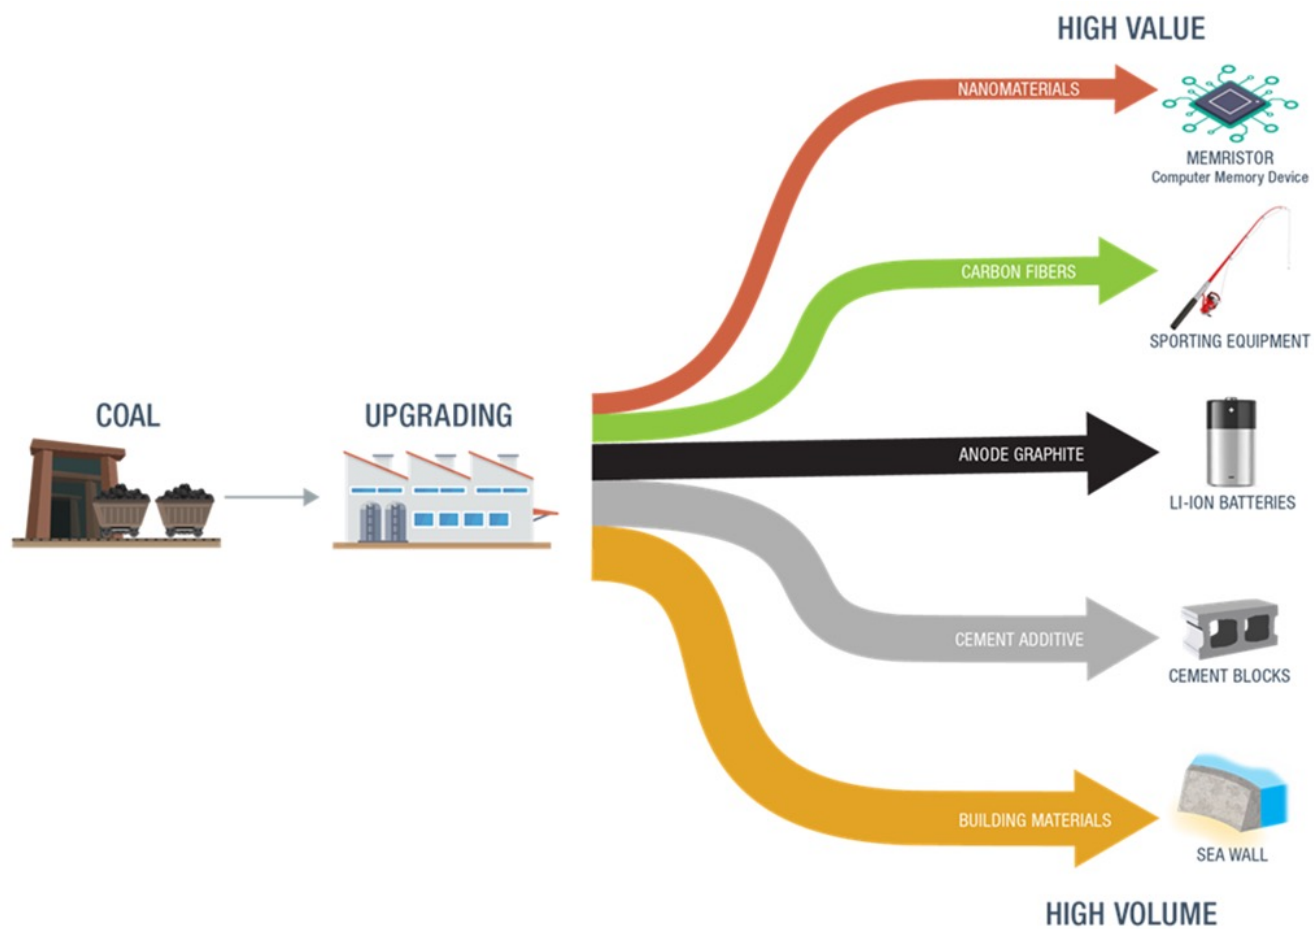 HIGH VALUE
NANOMATERIALS
MEMRISTOR
Computer Memory Device
CARBON FIBERS
SPORTING EQUIPMENT
COAL
UPGRADING
ANODE GRAPHITE
LI-ION BATTERIES
CEMENT ADDITIVE
CEMENT BLOCKS
BUILDING MATERIALS
SEA WALL
HIGH VOLUME